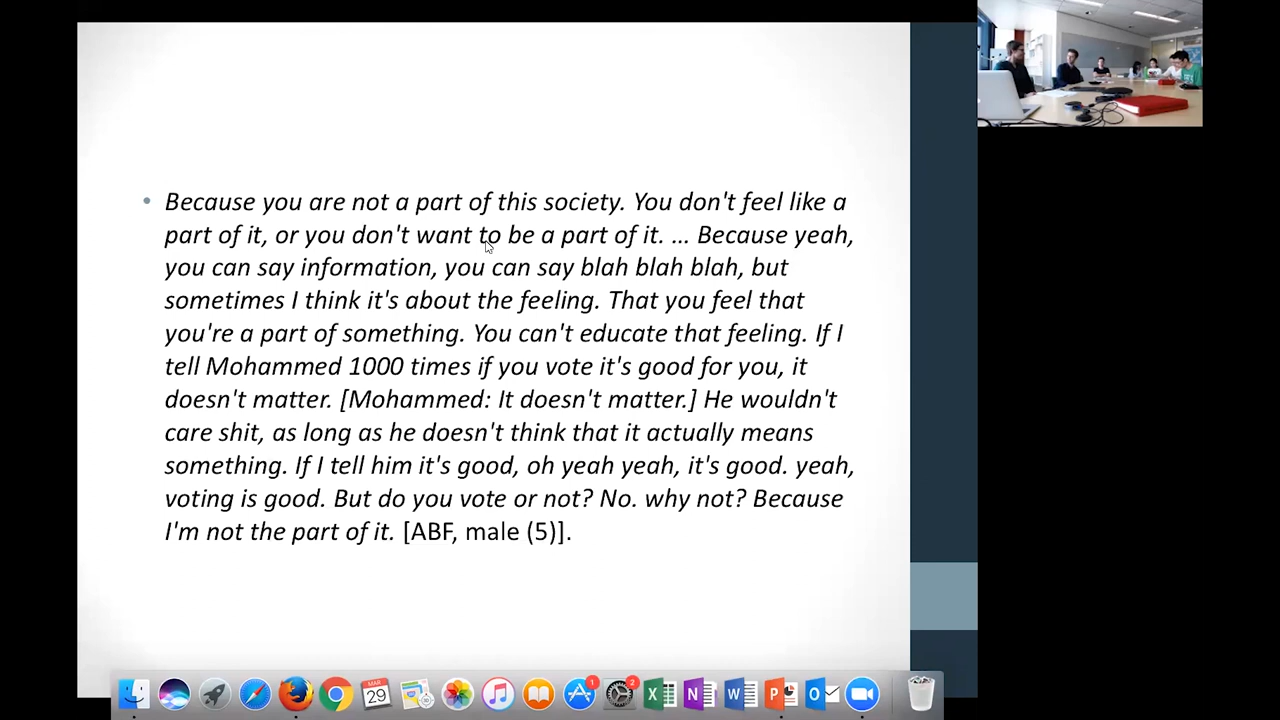 • Because you are not a part of this society. You don't feel like a
part of it, or you don't want to be a part of it. ... Because yeah,
you can say information, you can say blah blah blah, but
sometimes I think it's about the feeling. That you feel that
you're a part of something. You can't educate that feeling. If I
tell Mohammed 1000 times if you vote it's good for you, it
doesn't matter. [Mohammed: It doesn't matter.] He wouldn't
care shit, as long as he doesn't think that it actually means
something. If I tell him it's good, oh yeah yeah, it's good. yeah,
voting is good. But do you vote or not? No. why not? Because
I'm not the part of it. [ABF, male (5)].
MAR
29
1
2
X
N
W
P
O